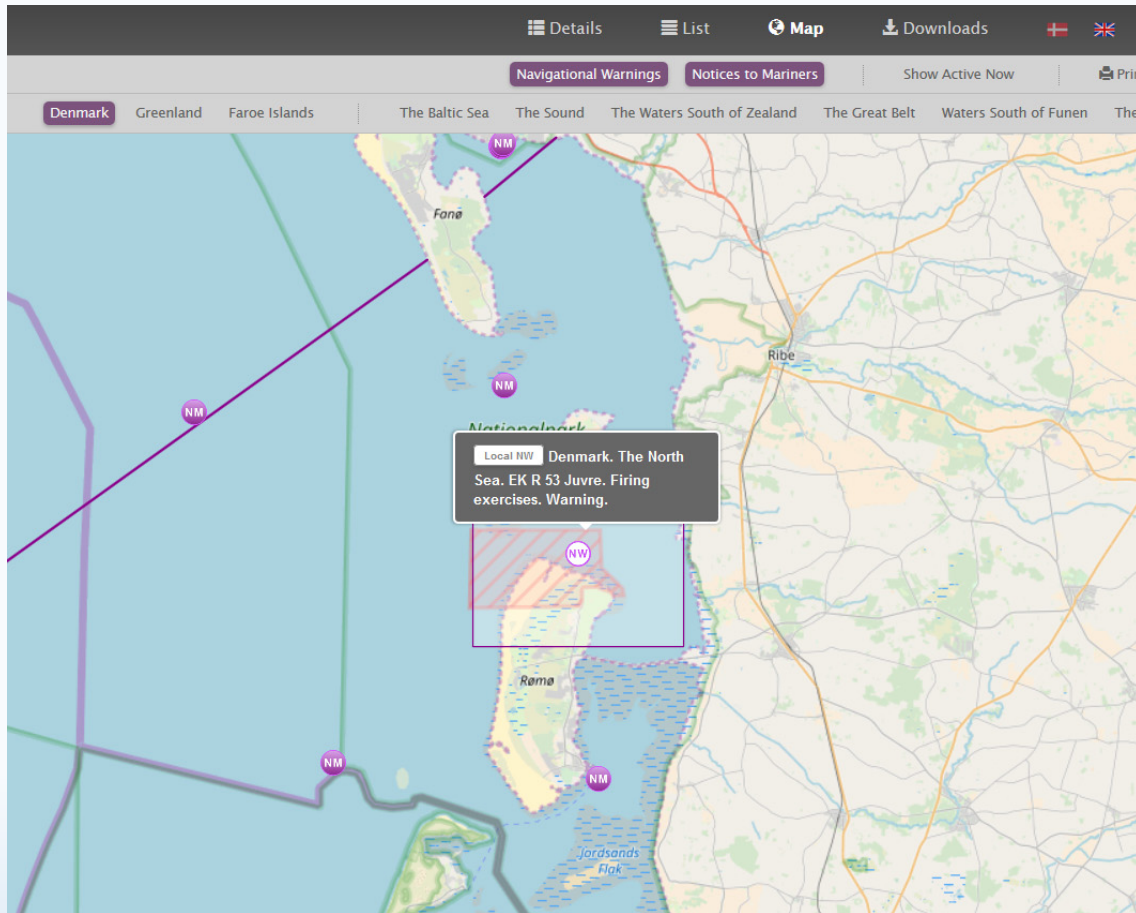 Details List Map Downloads
Navigational Warnings Notices to Mariners Show Active Now
Denmark Greenland Faroe Islands The Baltic Sea The Sound The Waters South of Zealand The Great Belt Waters South of Funen
NM
Fanø
Ribe
NM
NM
Nationalpark
Local NW Denmark. The North
Sea. EK R 53 Juvre. Firing
exercises. Warning.
NW
Rømø
NM
NM
Jordsands
Flak